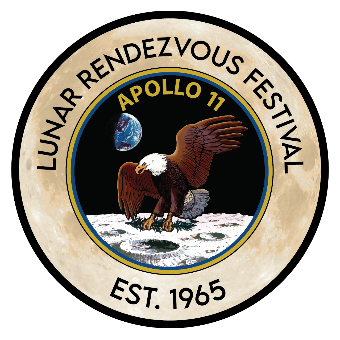 LUNAR RENDEZVOUS FESTIVAL
APOLLO 11
EST. 1965